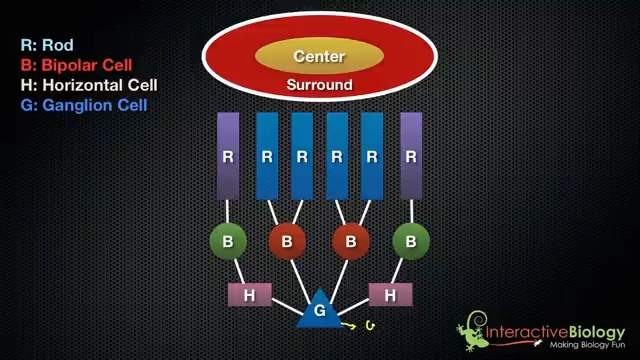 R: Rod
B: Bipolar Cell
H: Horizontal Cell
G: Ganglion Cell
Center
Surround
R R R R R R
B B B B
H H
G
InteractiveBiology
Making Biology Fun